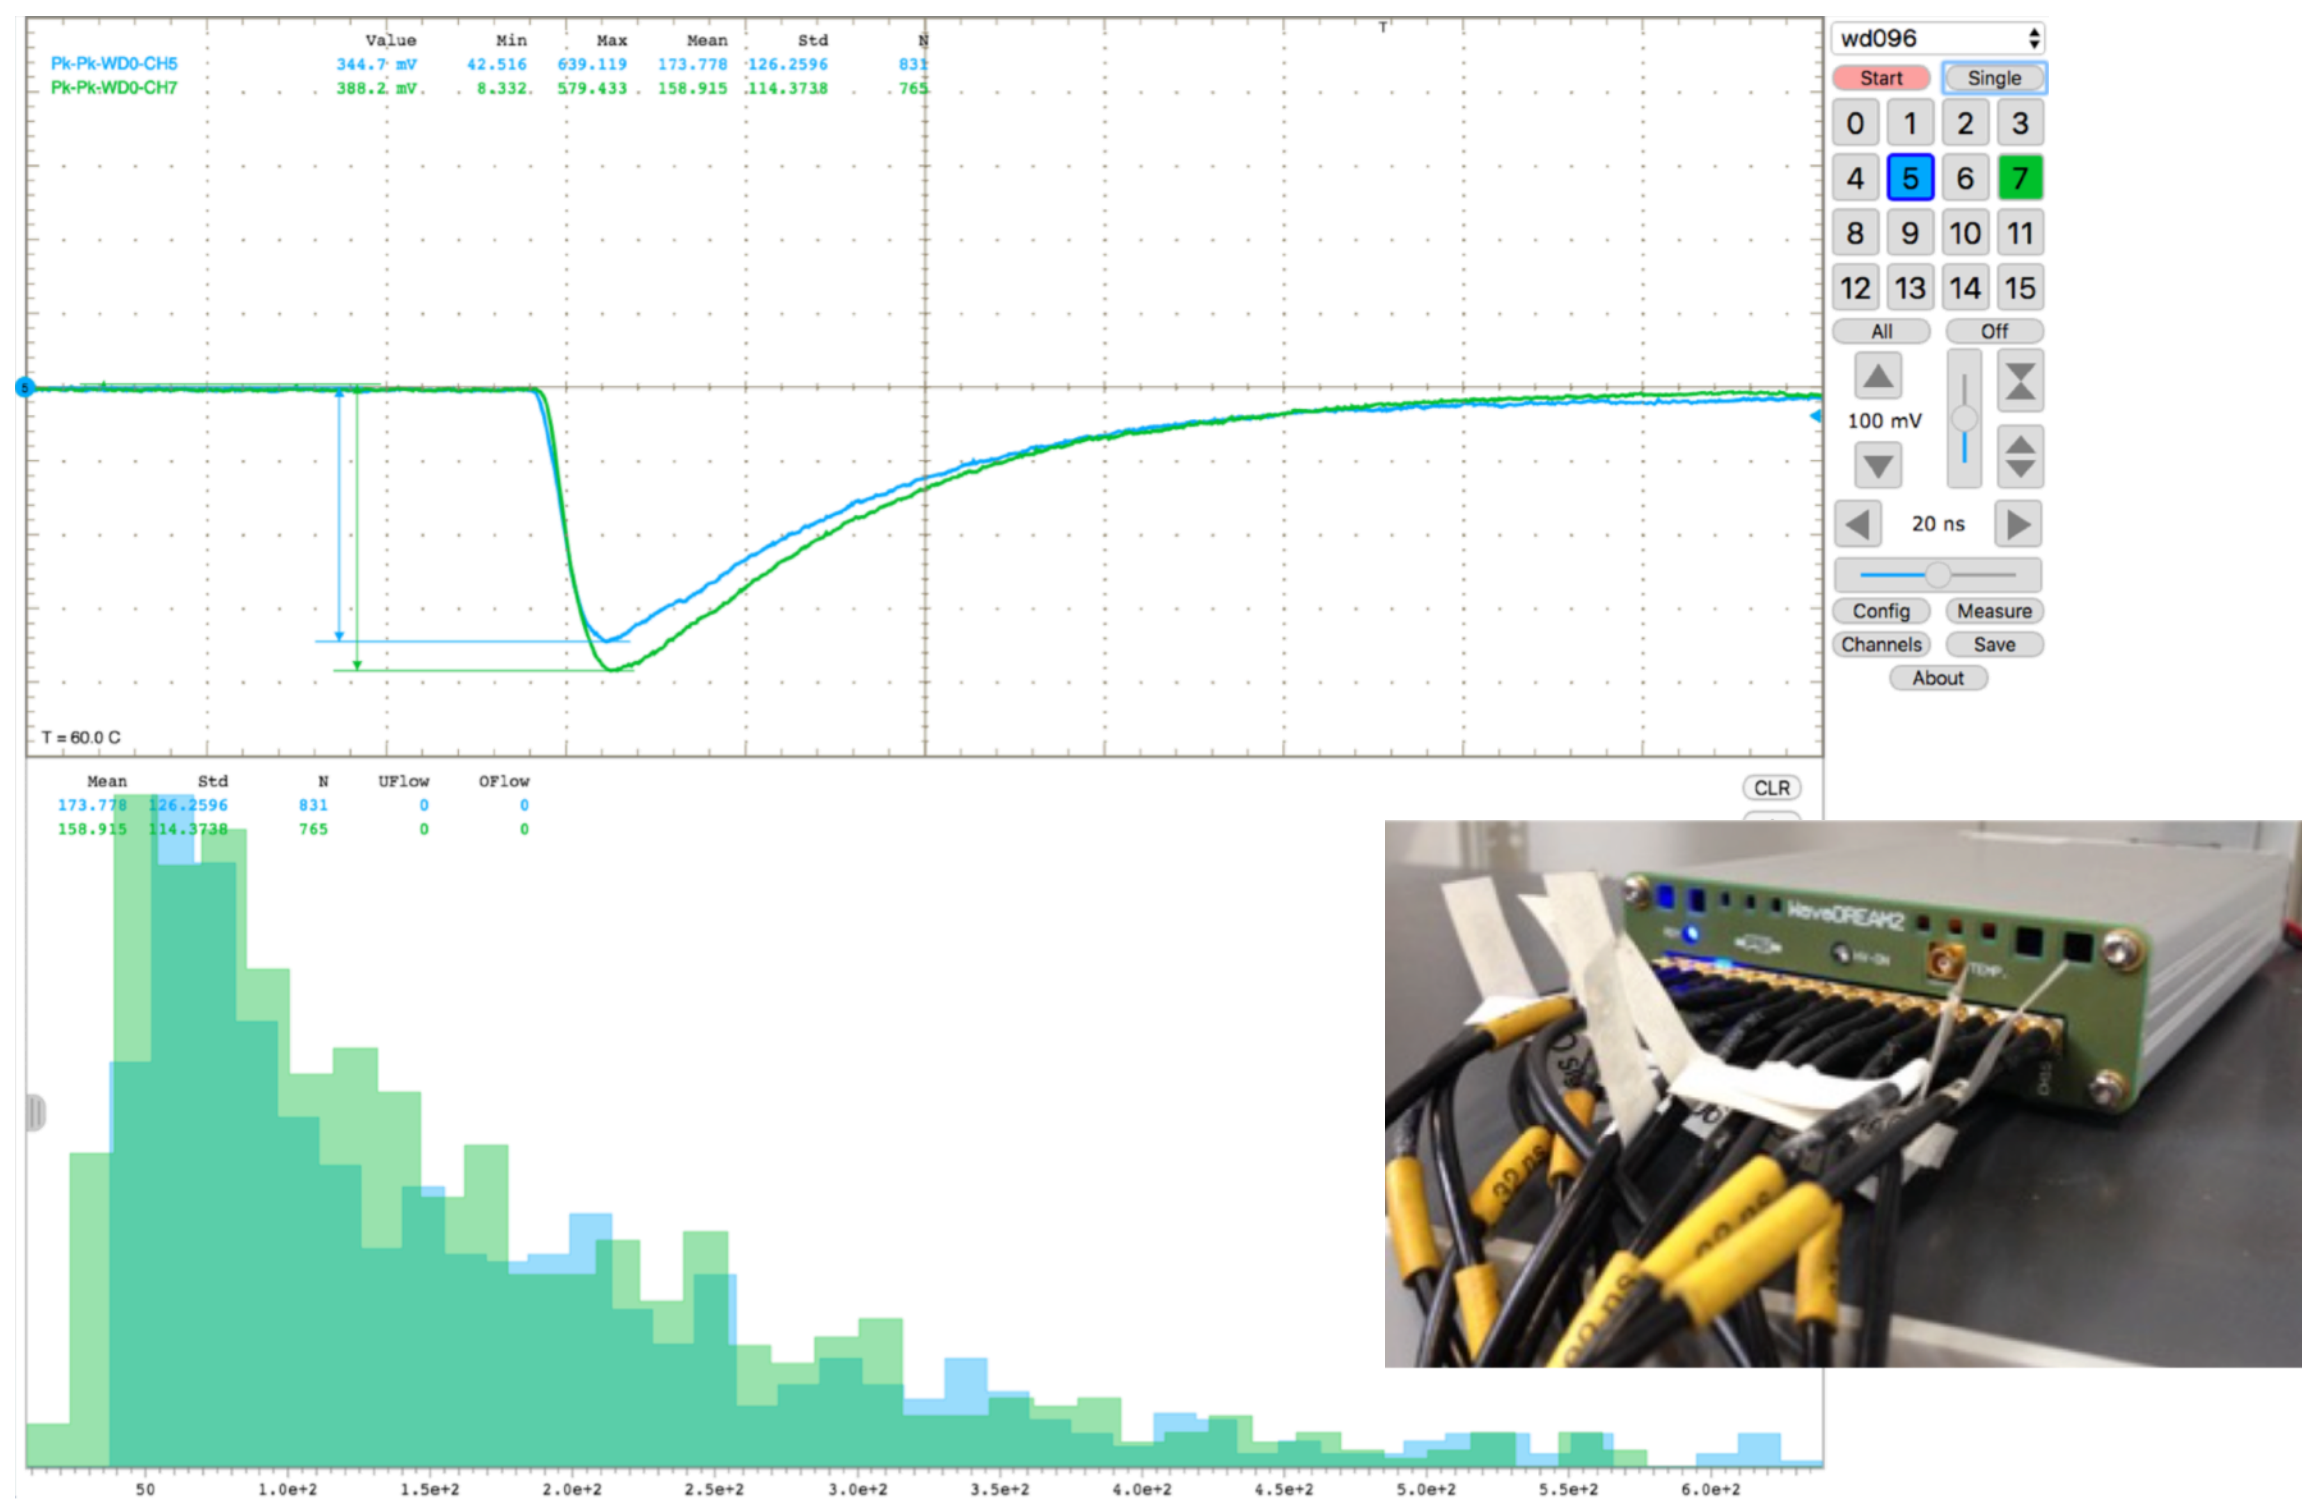 Value Min Max Mean Std N
Pk-Pk-WD0-CH5 344.7 mV 42.516 639.119 173.778 126.2596 831
Pk-Pk-WD0-CH7 388.2 mV 8.332 579.433 158.915 114.3738 765
T
5
T = 60.0 C
wd096
Start Single
0 1 2 3
4 5 6 7
8 9 10 11
12 13 14 15
All Off
100 mV
20 ns
Config Measure
Channels Save
About
Mean Std N UFlow OFlow
173.778 126.2596 831 0 0
158.915 114.3738 765 0 0
CLR
50 1.0e+2 1.5e+2 2.0e+2 2.5e+2 3.0e+2 3.5e+2 4.0e+2 4.5e+2 5.0e+2 5.5e+2 6.0e+2
WaveDREAM2
HV-ON
TEMP.
32 ns